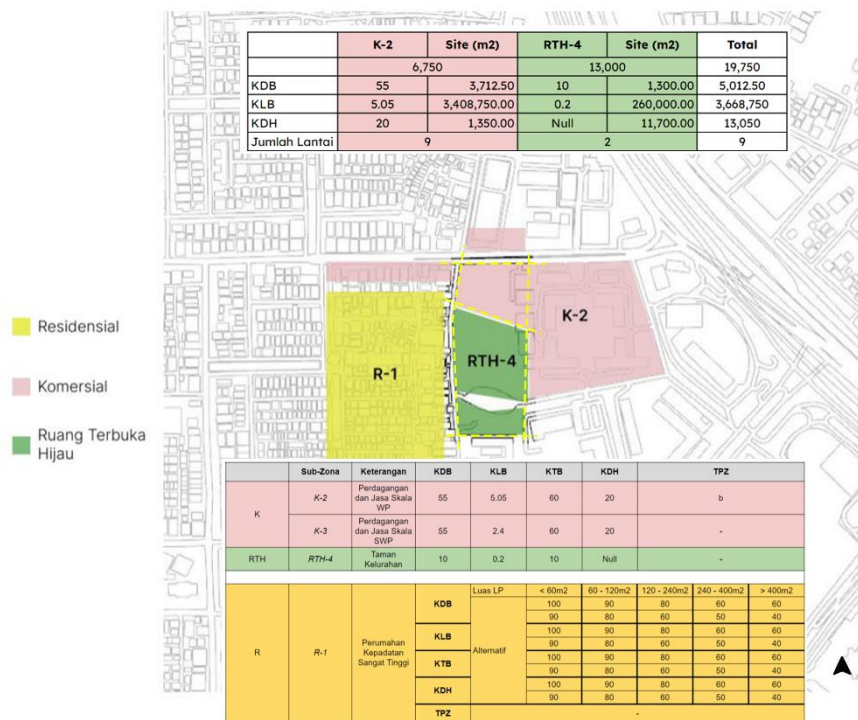 K-2 Site (m2) RTH-4 Site (m2) Total
6,750 13,000 19,750
KDB 55 3,712.50 10 1,300.00 5,012.50
KLB 5.05 3,408,750.00 0.2 260,000.00 3,668,750
KDH 20 1,350.00 Null 11,700.00 13,050
Jumlah Lantai 9 2 9
Residensial
Komersial
Ruang Terbuka
Hijau
K-2
RTH-4
R-1
Sub-Zona Keterangan KDB KLB KTB KDH TPZ
K
K-2 Perdagangan
dan Jasa Skala
WP
55 5.05 60 20 b
K-3 Perdagangan
dan Jasa Skala
SWP
55 2.4 60 20 -
RTH RTH-4 Taman
Kelurahan
10 0.2 10 Null -
R R-1 Perumahan
Kepadatan
Sangat Tinggi
Luas LP < 60m2 60 - 120m2 120 - 240m2 240 - 400m2 > 400m2
KDB
Alternatif
100 90 80 60 60
90 80 60 50 40
KLB
100 90 80 60 60
90 80 60 50 40
KTB
100 90 80 60 60
90 80 60 50 40
KDH
100 90 80 60 60
90 80 60 50 40
TPZ -